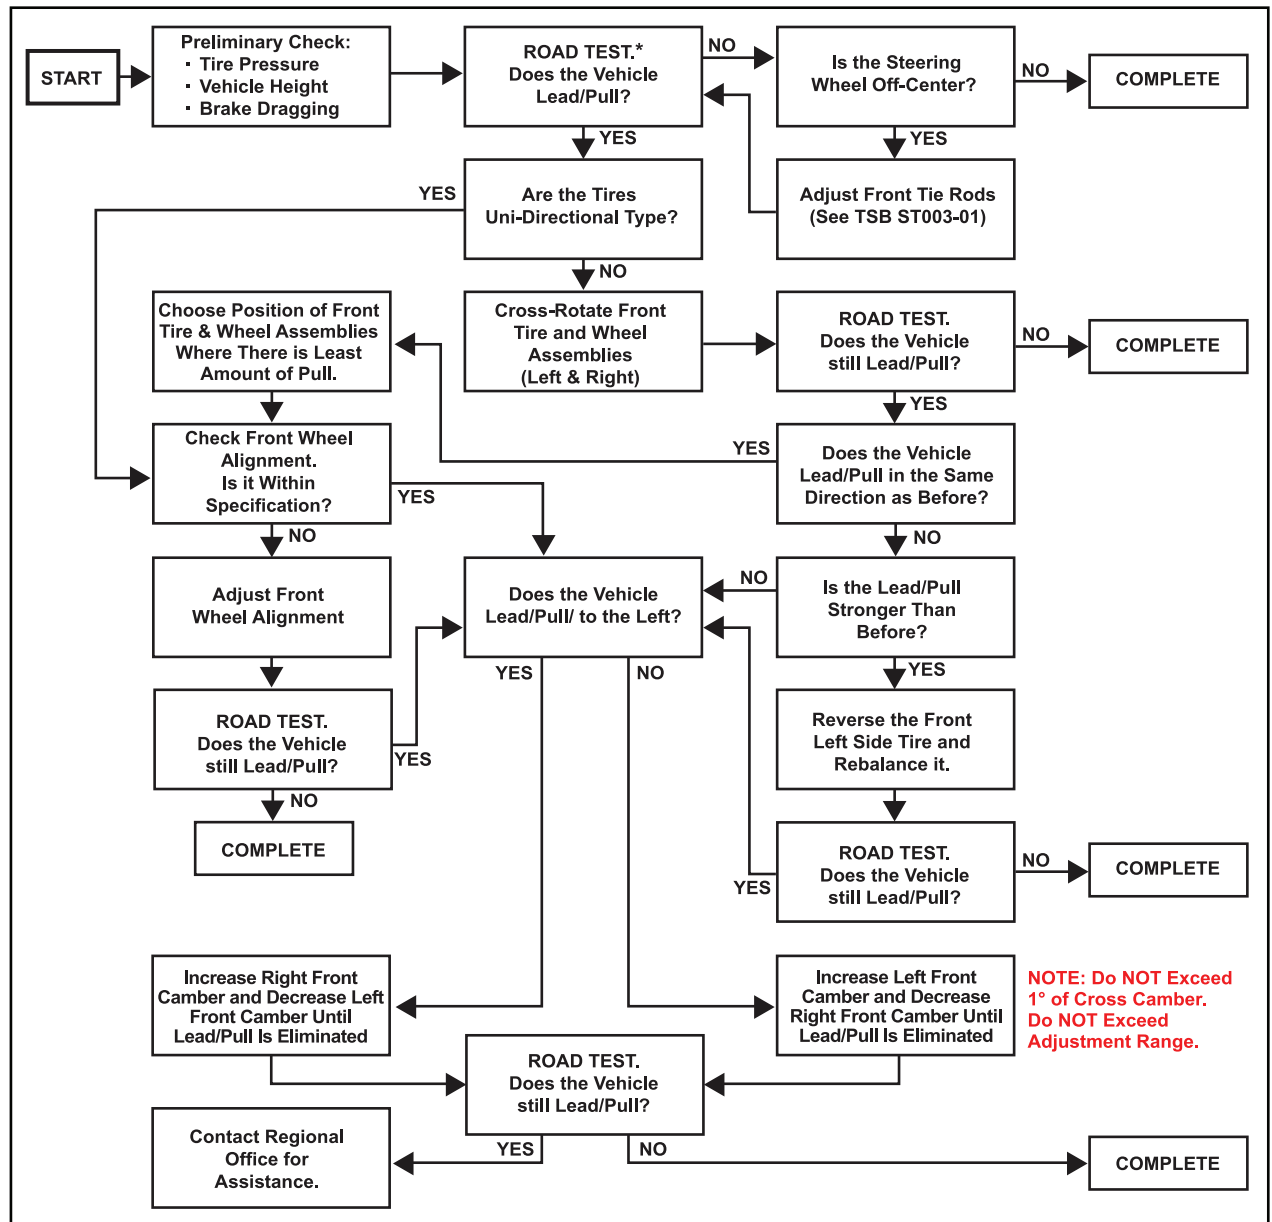 START
Preliminary Check:
· Tire Pressure
· Vehicle Height
· Brake Dragging
ROAD TEST.*
Does the Vehicle
Lead/Pull?
NO
Is the Steering
Wheel Off-Center?
NO
COMPLETE
YES
YES
YES
Are the Tires
Uni-Directional Type?
Adjust Front Tie Rods
(See TSB ST003-01)
NO
Choose Position of Front
Tire & Wheel Assemblies
Where There is Least
Amount of Pull.
Cross-Rotate Front
Tire and Wheel
Assemblies
(Left & Right)
ROAD TEST.
Does the Vehicle
still Lead/Pull?
NO
COMPLETE
YES
Check Front Wheel
Alignment.
Is it Within
Specification?
YES
YES
Does the Vehicle
Lead/Pull in the Same
Direction as Before?
NO
NO
Adjust Front
Wheel Alignment
Does the Vehicle
Lead/Pull/ to the Left?
NO
Is the Lead/Pull
Stronger Than
Before?
YES
NO
YES
ROAD TEST.
Does the Vehicle
still Lead/Pull?
YES
Reverse the Front
Left Side Tire and
Rebalance it.
NO
COMPLETE
ROAD TEST.
Does the Vehicle
still Lead/Pull?
YES
NO
COMPLETE
Increase Right Front
Camber and Decrease Left
Front Camber Until
Lead/Pull Is Eliminated
Increase Left Front
Camber and Decrease
Right Front Camber Until
Lead/Pull Is Eliminated
NOTE: Do NOT Exceed
1° of Cross Camber.
Do NOT Exceed
Adjustment Range.
ROAD TEST.
Does the Vehicle
still Lead/Pull?
Contact Regional
Office for
Assistance.
YES
NO
COMPLETE